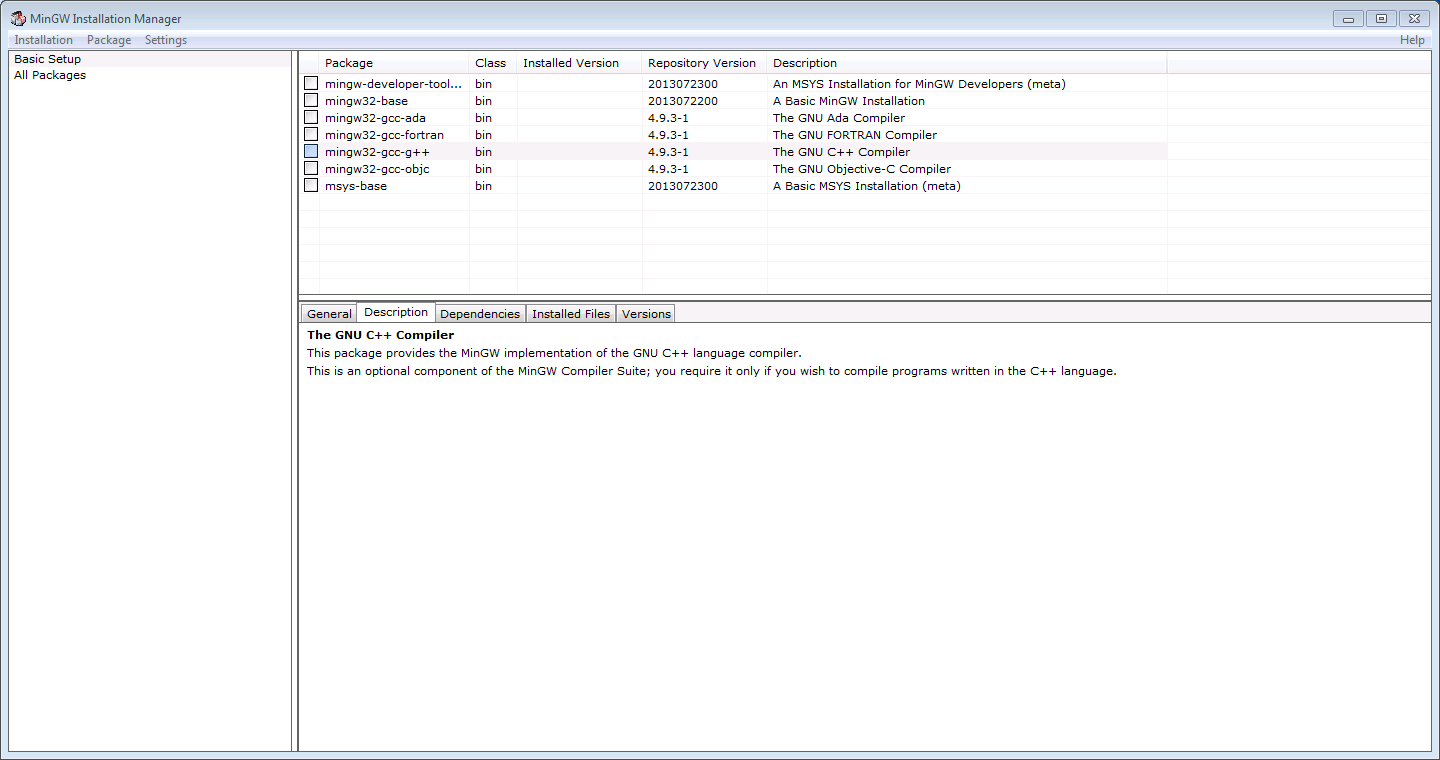 MinGW Installation Manager
Installation Package Settings Help
Basic Setup
All Packages
Package Class Installed Version Repository Version Description
mingw-developer-tool... bin 2013072300 An MSYS Installation for MinGW Developers (meta)
mingw32-base bin 2013072200 A Basic MinGW Installation
mingw32-gcc-ada bin 4.9.3-1 The GNU Ada Compiler
mingw32-gcc-fortran bin 4.9.3-1 The GNU FORTRAN Compiler
mingw32-gcc-g++ bin 4.9.3-1 The GNU C++ Compiler
mingw32-gcc-objc bin 4.9.3-1 The GNU Objective-C Compiler
msys-base bin 2013072300 A Basic MSYS Installation (meta)
General Description Dependencies Installed Files Versions
The GNU C++ Compiler
This package provides the MinGW implementation of the GNU C++ language compiler.
This is an optional component of the MinGW Compiler Suite; you require it only if you wish to compile programs written in the C++ language.